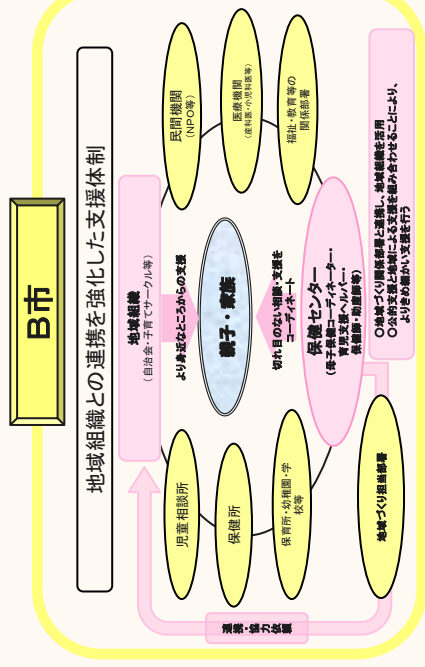 B市
地域組織との連携を強化した支援体制
地域組織
（自治会・子育てサークル等）
より身近なところからの支援
親子・家族
切れ目のない相談・支援を
コーディネート
保健センター
（母子保健コーディネーター・
育児支援ヘルパー・
保健師・助産師等）
児童相談所
保健所
保育所・幼稚園・学
校等
民間機関
（NPO等）
医療機関
（産科医・小児科医等）
福祉・教育等の
関係部署
地域づくり担当部署
連携・協力依頼
○地域づくり関係部署と連携し、地域組織を活用
○公的支援と地域による支援を組み合わせることにより、
よりきめ細かい支援を行う